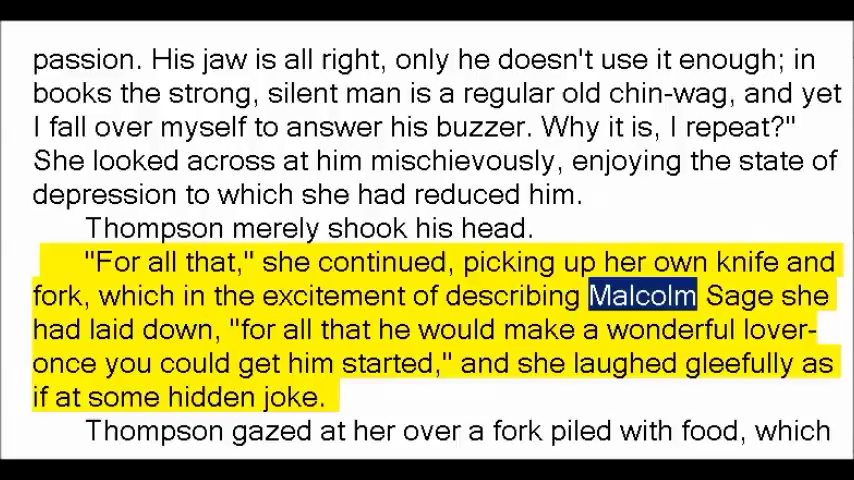 passion. His jaw is all right, only he doesn't use it enough; in
books the strong, silent man is a regular old chin-wag, and yet
I fall over myself to answer his buzzer. Why it is, I repeat?"
She looked across at him mischievously, enjoying the state of
depression to which she had reduced him.
Thompson merely shook his head.
"For all that," she continued, picking up her own knife and
fork, which in the excitement of describing Malcolm Sage she
had laid down, "for all that he would make a wonderful lover-
once you could get him started," and she laughed gleefully as
if at some hidden joke.
Thompson gazed at her over a fork piled with food, which